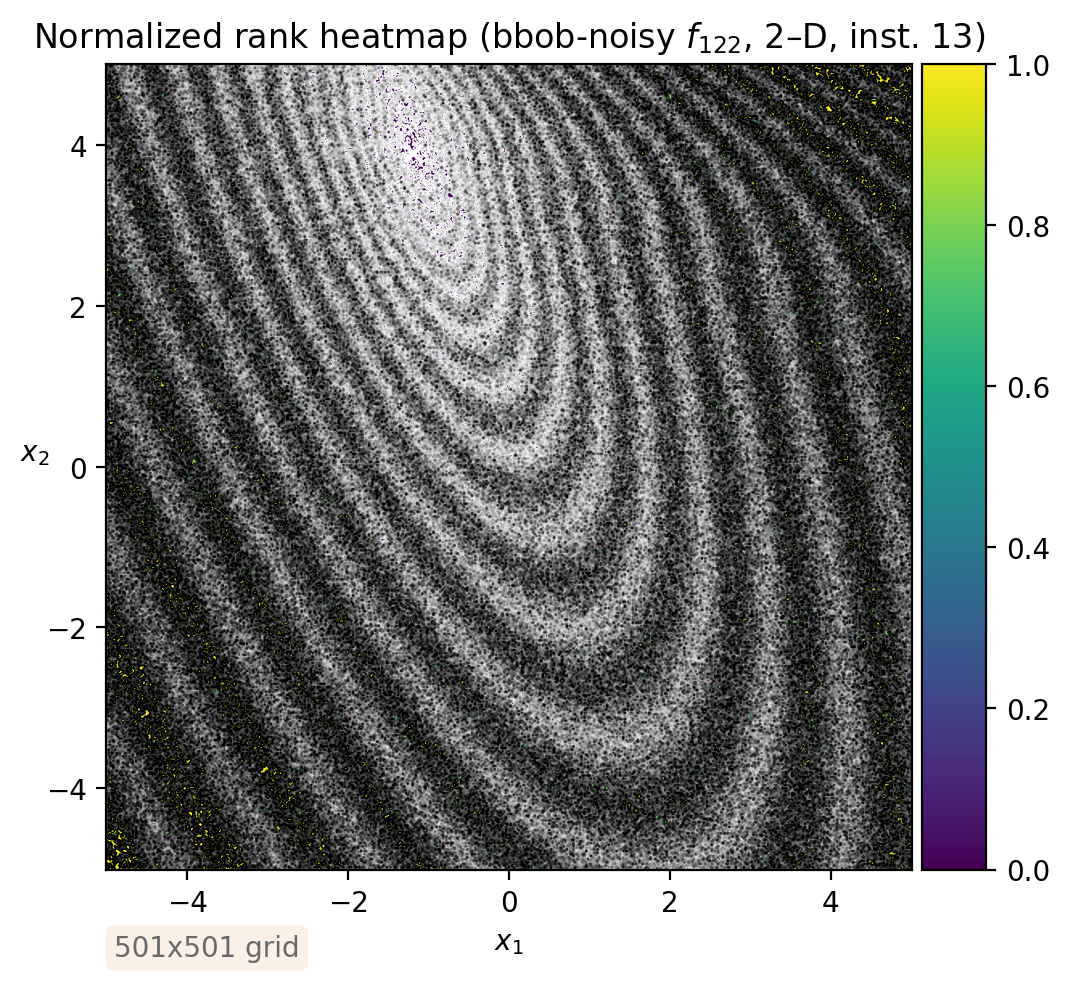 Normalized rank heatmap (bbob-noisy f₁₂₂, 2–D, inst. 13)
1.0
4
0.8
2
0.6
x₂
0
0.4
−2
0.2
−4
0.0
−4 −2 0 2 4
x₁
501x501 grid